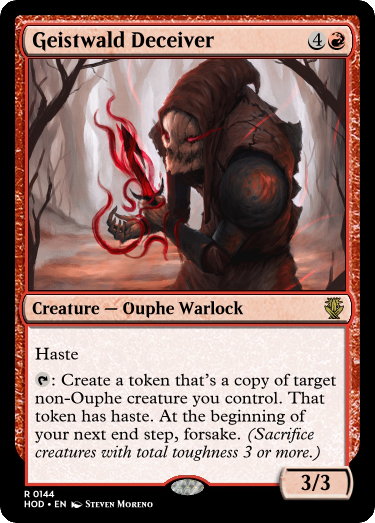 Geistwald Deceiver 4
Creature — Ouphe Warlock
Haste
: Create a token that's a copy of target
non-Ouphe creature you control. That
token has haste. At the beginning of
your next end step, forsake. (Sacrifice
creatures with total toughness 3 or more.)
3/3
R 0144
HOD • EN Steven Moreno